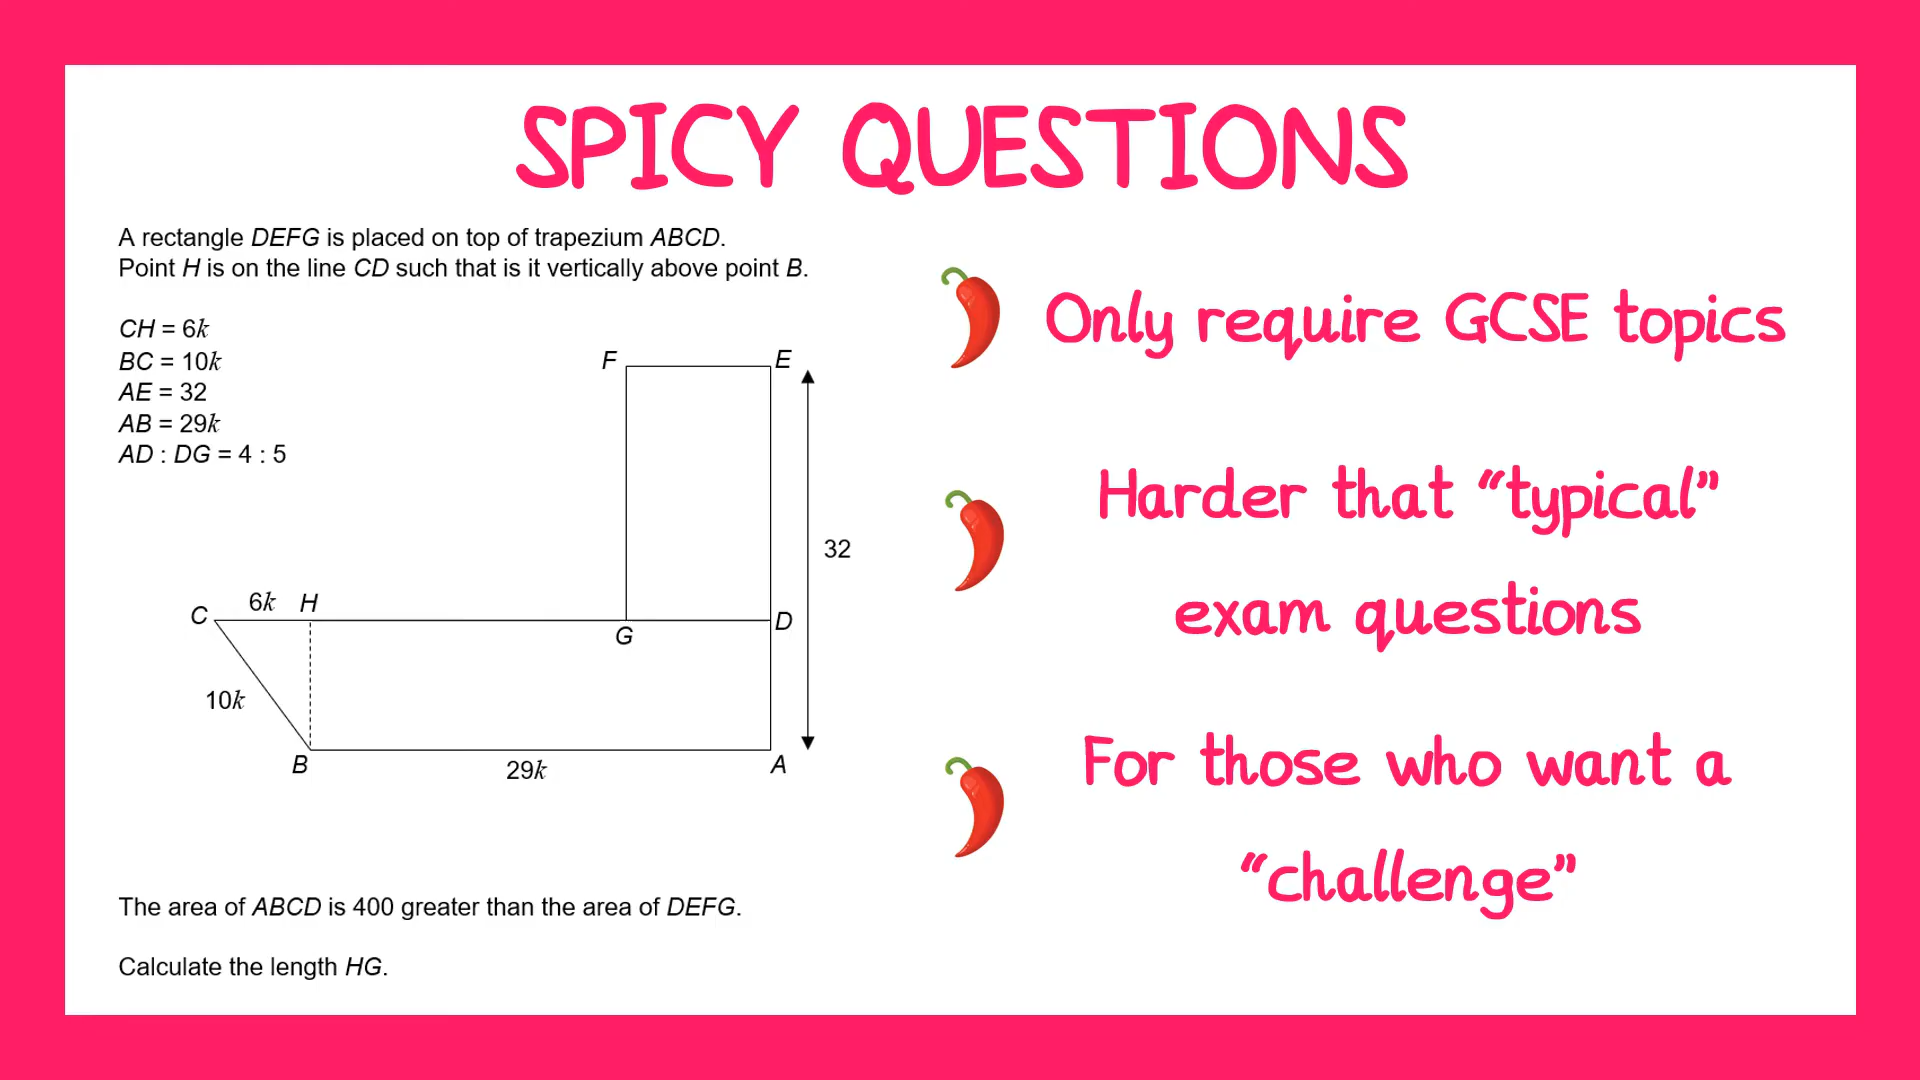 SPICY QUESTIONS
A rectangle DEFG is placed on top of trapezium ABCD.
Point H is on the line CD such that is it vertically above point B.
CH = 6k
BC = 10k
AE = 32
AB = 29k
AD : DG = 4 : 5
F
E
32
C
6k
H
G
D
10k
B
29k
A
The area of ABCD is 400 greater than the area of DEFG.
Calculate the length HG.
Only require GCSE topics
Harder that “typical”
exam questions
For those who want a
“challenge”